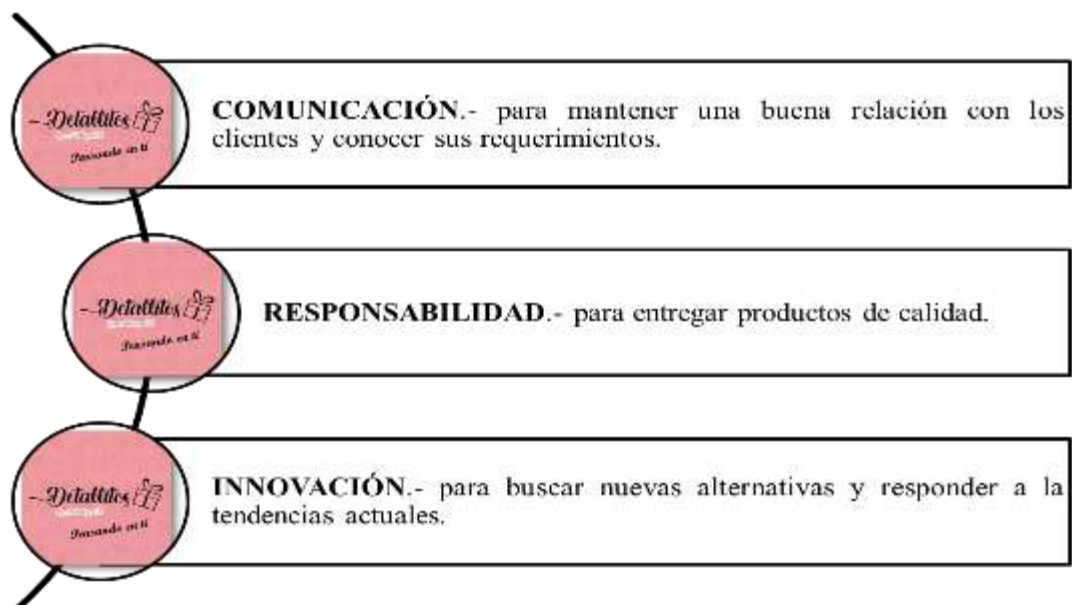 Detallitos
Pensando en ti
COMUNICACIÓN.- para mantener una buena relación con los
clientes y conocer sus requerimientos.
Detallitos
Pensando en ti
RESPONSABILIDAD.- para entregar productos de calidad.
Detallitos
Pensando en ti
INNOVACIÓN.- para buscar nuevas alternativas y responder a la
tendencias actuales.